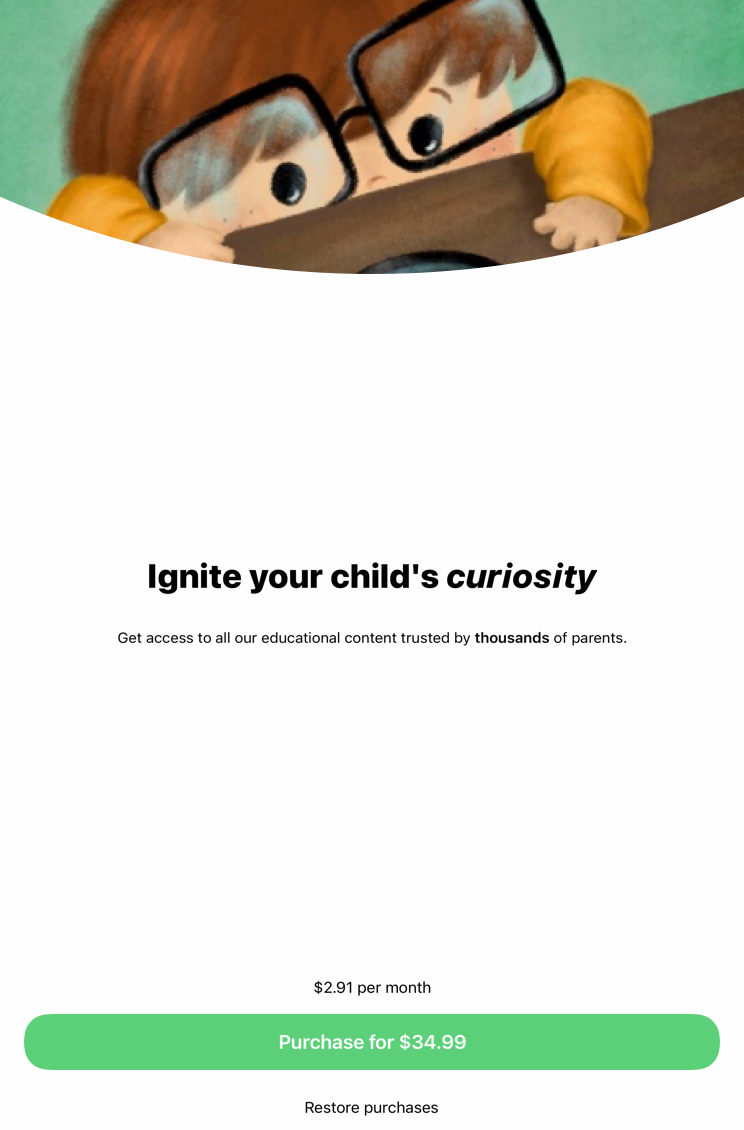 Ignite your child's curiosity
Get access to all our educational content trusted by thousands of parents.
$2.91 per month
Purchase for $34.99
Restore purchases